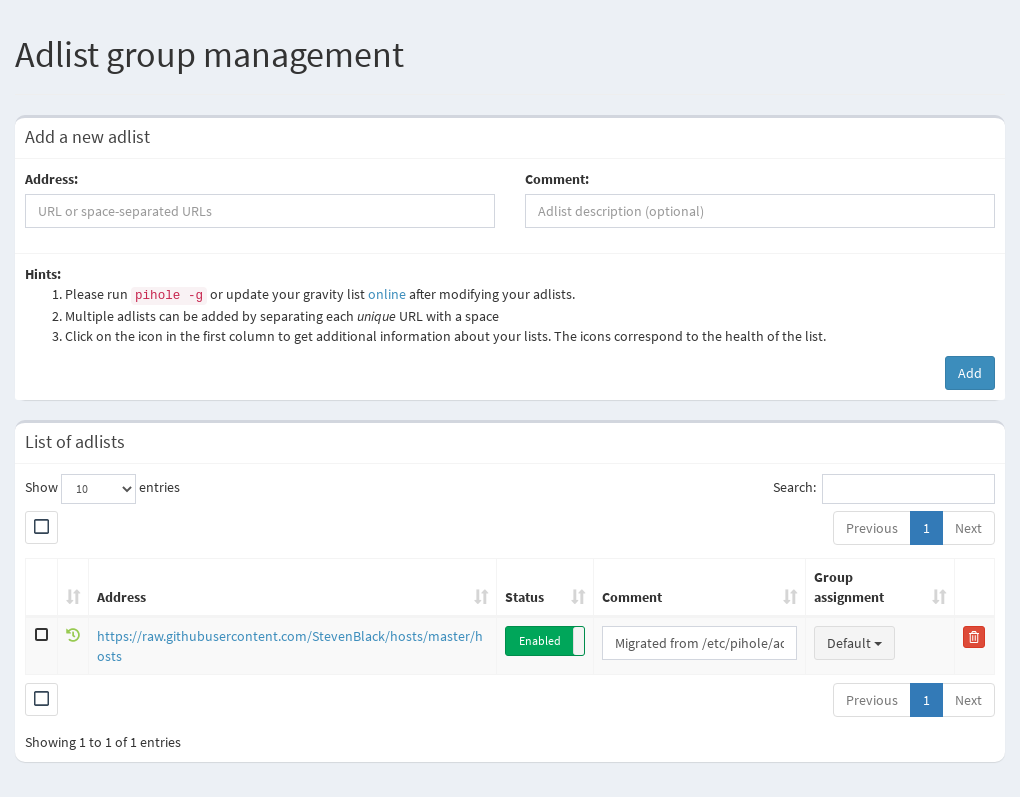 Adlist group management
Add a new adlist
Address:
Comment:
URL or space-separated URLs
Adlist description (optional)
Hints:
1. Please run pihole -g or update your gravity list online after modifying your adlists.
2. Multiple adlists can be added by separating each unique URL with a space
3. Click on the icon in the first column to get additional information about your lists. The icons correspond to the health of the list.
Add
List of adlists
Show 10 entries
Search:
Previous 1 Next
Address
Status
Comment
Group
assignment
https://raw.githubusercontent.com/StevenBlack/hosts/master/h
osts
Enabled
Migrated from /etc/pihole/ad
Default
Previous 1 Next
Showing 1 to 1 of 1 entries